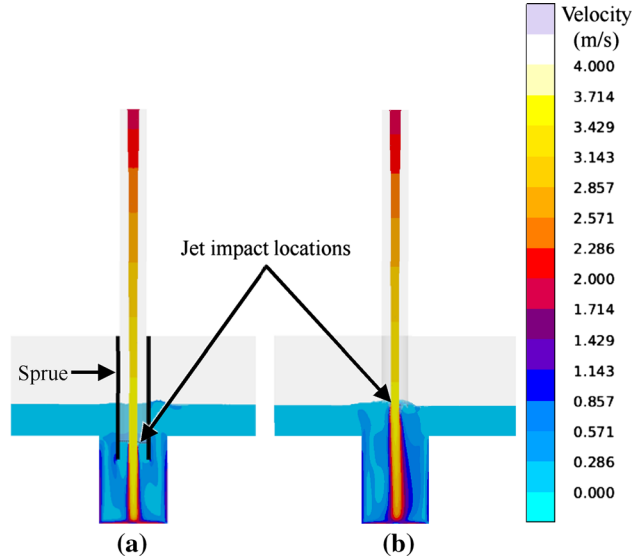 Velocity
(m/s)
4.000
3.714
3.429
3.143
2.857
2.571
2.286
2.000
1.714
1.429
1.143
0.857
0.571
0.286
0.000
Jet impact locations
Sprue
(a)
(b)